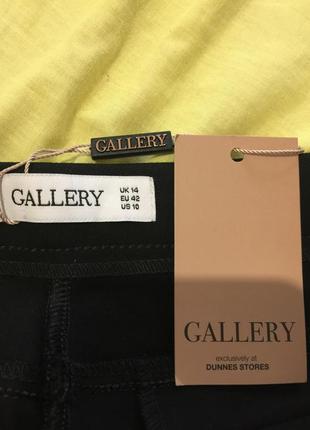 GALLERY
GALLERY
UK 14
EU 42
US 10
GALLERY
exclusively at
DUNNES STORES